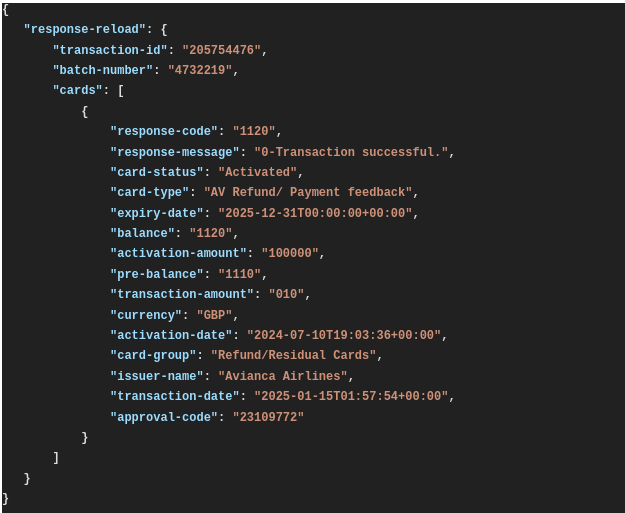 {
"response-reload": {
"transaction-id": "205754476",
"batch-number": "4732219",
"cards": [
{
"response-code": "1120",
"response-message": "0-Transaction successful.",
"card-status": "Activated",
"card-type": "AV Refund/ Payment feedback",
"expiry-date": "2025-12-31T00:00:00+00:00",
"balance": "1120",
"activation-amount": "100000",
"pre-balance": "1110",
"transaction-amount": "010",
"currency": "GBP",
"activation-date": "2024-07-10T19:03:36+00:00",
"card-group": "Refund/Residual Cards",
"issuer-name": "Avianca Airlines",
"transaction-date": "2025-01-15T01:57:54+00:00",
"approval-code": "23109772"
}
]
}
}